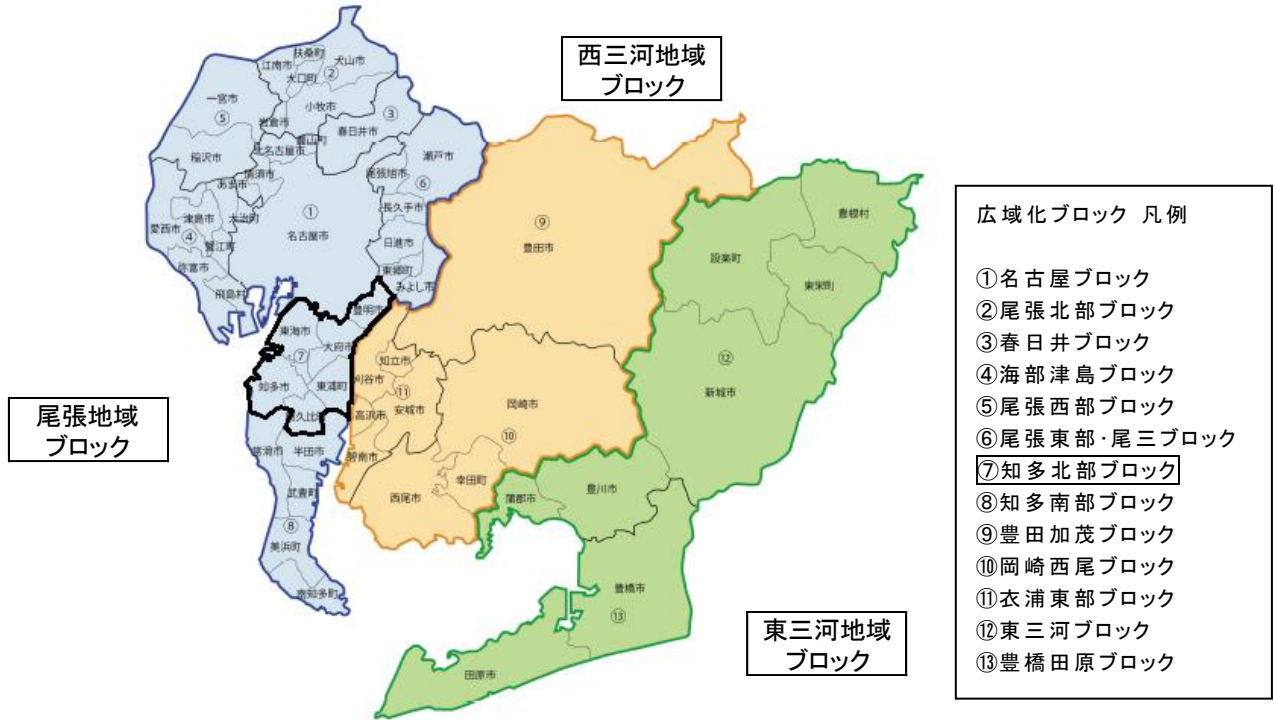 西三河地域
ブロック
扶桑町
江南市
犬山市
大口町
②
一宮市
小牧市
⑤
③
岩倉市
春日井市
豊山町
北名古屋市
稲沢市
瀬戸市
清須市
尾張旭市
あま市
⑥
津島市
大治町
①
長久手市
名古屋市
愛西市
④
蟹江町
日進市
弥富市
東郷町
飛島村
みよし市
豊明市
東海市
大府市
⑦
知多市
東浦町
久比
常滑市
半田市
武豊町
⑧
美浜町
南知多町
⑨
豊田市
知立市
刈谷市
⑪
高浜市
安城市
岡崎市
⑩
碧南市
西尾市
幸田町
豊根村
設楽町
東栄町
⑫
新城市
豊川市
蒲郡市
豊橋市
⑬
田原市
尾張地域
ブロック
東三河地域
ブロック
広域化ブロック 凡例
①名古屋ブロック
②尾張北部ブロック
③春日井ブロック
④海部津島ブロック
⑤尾張西部ブロック
⑥尾張東部・尾三ブロック
⑦知多北部ブロック
⑧知多南部ブロック
⑨豊田加茂ブロック
⑩岡崎西尾ブロック
⑪衣浦東部ブロック
⑫東三河ブロック
⑬豊橋田原ブロック